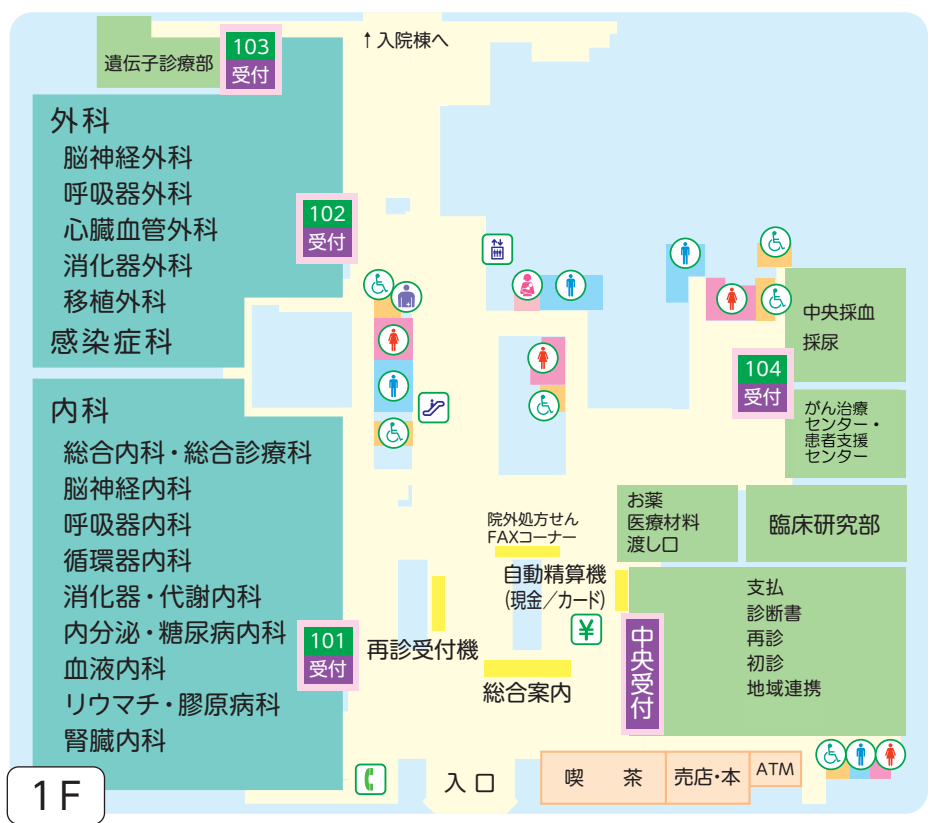 103
受付
遺伝子診療部
↑入院棟へ
外科
脳神経外科
呼吸器外科
心臓血管外科
消化器外科
移植外科
感染症科
102
受付
中央採血
採尿
104
受付
がん治療
センター・
患者支援
センター
内科
総合内科・総合診療科
脳神経内科
呼吸器内科
循環器内科
消化器・代謝内科
内分泌・糖尿病内科
血液内科
リウマチ・膠原病科
腎臓内科
101
受付
院外処方せん
FAXコーナー
自動精算機
(現金/カード)
¥
再診受付機
総合案内
お薬
医療材料
渡し口
臨床研究部
中央受付
支払
診断書
再診
初診
地域連携
入口
喫茶
売店・本
ATM
1F